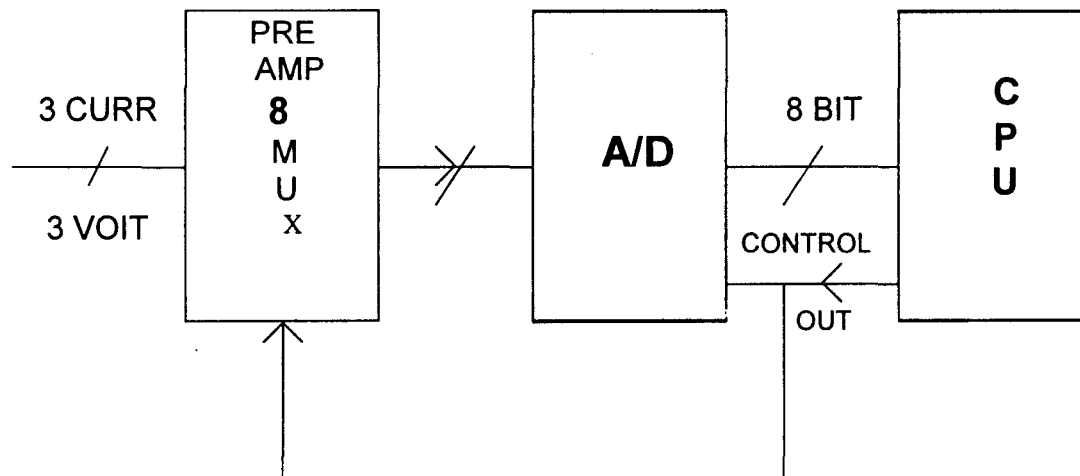 3 CURR
3 VOIT
PRE
AMP
8
M
U
X
A/D
8 BIT
CONTROL
OUT
C
P
U